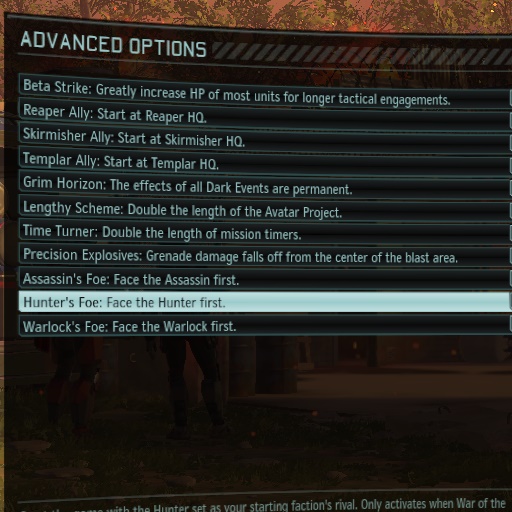 ADVANCED OPTIONS
Beta Strike: Greatly increase HP of most units for longer tactical engagements.
Reaper Ally: Start at Reaper HQ.
Skirmisher Ally: Start at Skirmisher HQ.
Templar Ally: Start at Templar HQ.
Grim Horizon: The effects of all Dark Events are permanent.
Lengthy Scheme: Double the length of the Avatar Project.
Time Turner: Double the length of mission timers.
Precision Explosives: Grenade damage falls off from the center of the blast area.
Assassin's Foe: Face the Assassin first.
Hunter's Foe: Face the Hunter first.
Warlock's Foe: Face the Warlock first.
with the Hunter set as your starting faction's rival. Only activates when War of the